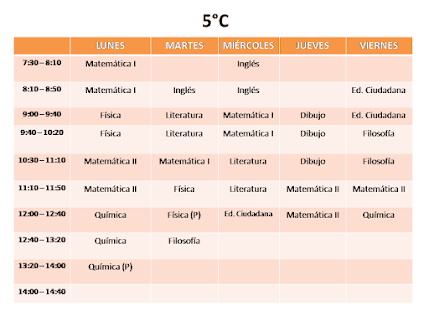 5°C
LUNES MARTES MIÉRCOLES JUEVES VIERNES
7:30 – 8:10 Matemática I Inglés
8:10 – 8:50 Matemática I Inglés Inglés Ed. Ciudadana
9:00 – 9:40 Física Literatura Matemática I Dibujo Ed. Ciudadana
9:40 – 10:20 Física Literatura Matemática I Dibujo Filosofía
10:30 – 11:10 Matemática II Matemática I Literatura Dibujo Filosofía
11:10 – 11:50 Matemática II Física Literatura Matemática II Matemática II
12:00 – 12:40 Química Física (P) Ed. Ciudadana Matemática II Química
12:40 – 13:20 Química Filosofía
13:20 – 14:00 Química (P)
14:00 – 14:40